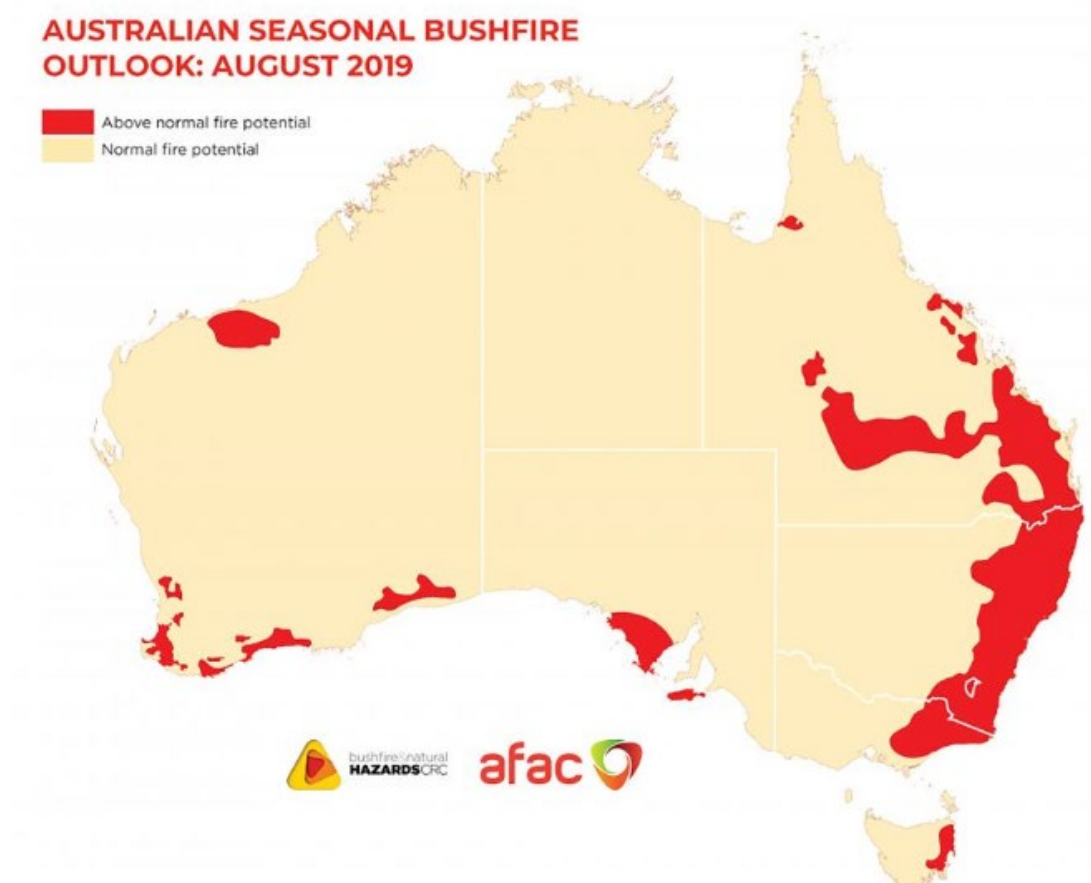 AUSTRALIAN SEASONAL BUSHFIRE
OUTLOOK: AUGUST 2019
Above normal fire potential
Normal fire potential
bushfire&natural
HAZARDSCRC
afac